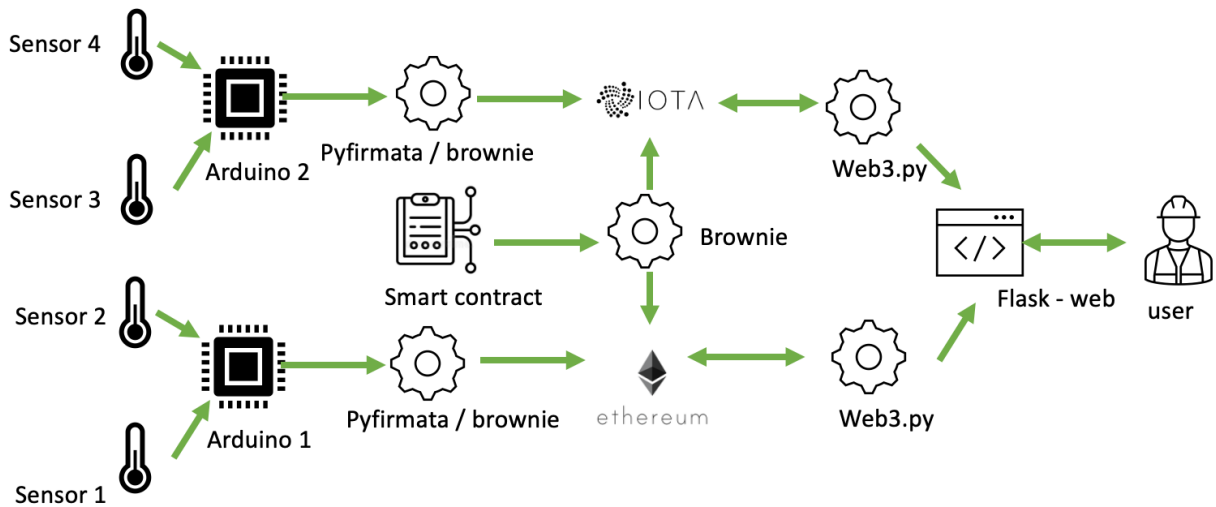 Sensor 4
IOTA
Pyfirmata / brownie
Web3.py
Arduino 2
Sensor 3
Brownie
</>
Smart contract
Flask - web
user
Sensor 2
ethereum
Pyfirmata / brownie
Web3.py
Arduino 1
Sensor 1